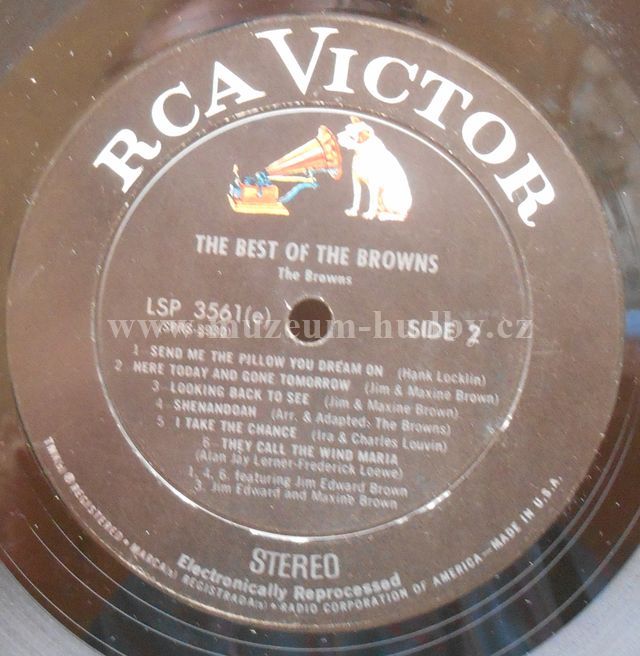 RCA VICTOR
THE BEST OF THE BROWNS
The Browns
LSP 3561(e)
SIDE 2
www.muzeum-hudby.cz
1-SEND ME THE PILLOW YOU DREAM ON (Hank Locklin)
2-HERE TODAY AND GONE TOMORROW (Jim & Maxine Brown)
3-LOOKING BACK TO SEE (Jim & Maxine Brown)
4-SHENANDOAH (Arr. & Adapted: The Browns)
5-I TAKE THE CHANCE (Ira & Charles Louvin)
6-THEY CALL THE WIND MARIA
(Alan Jay Lerner-Frederick Loewe)
1, 4, 6. featuring Jim Edward Brown
3. Jim Edward and Maxine Brown
STEREO
Electronically Reprocessed
TMK(s) ® REGISTERED • MARCA(s) REGISTRADA(s) • RADIO CORPORATION OF AMERICA—MADE IN U.S.A.